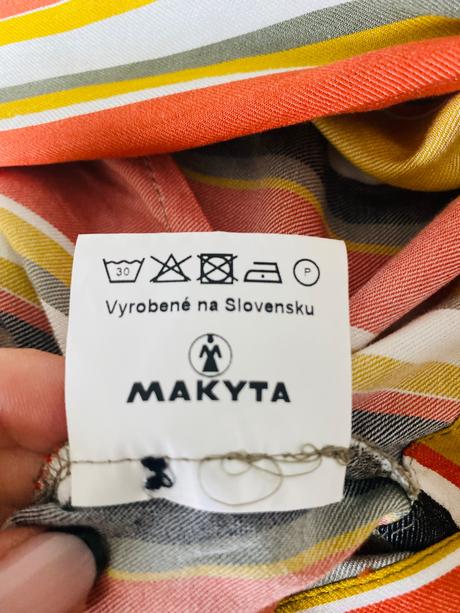 30 P
Vyrobené na Slovensku
MAKYTA